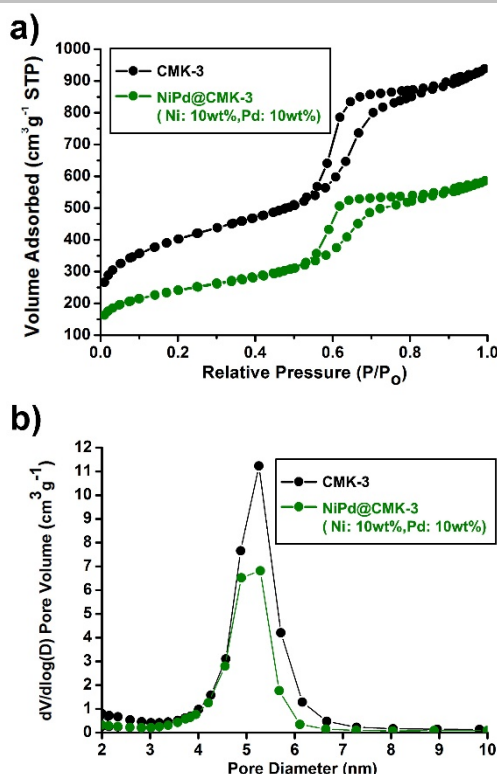 a)
1000
900
800
700
600
500
400
300
200
100
Volume Adsorbed (cm³g⁻¹ STP)
CMK-3
NiPd@CMK-3
( Ni: 10wt%,Pd: 10wt%)
0.0 0.2 0.4 0.6 0.8 1.0
Relative Pressure (P/P₀)
b)
12
11
10
9
8
7
6
5
4
3
2
1
0
dV/dlog(D) Pore Volume (cm³g⁻¹)
CMK-3
NiPd@CMK-3
( Ni: 10wt%,Pd: 10wt%)
2 3 4 5 6 7 8 9 10
Pore Diameter (nm)